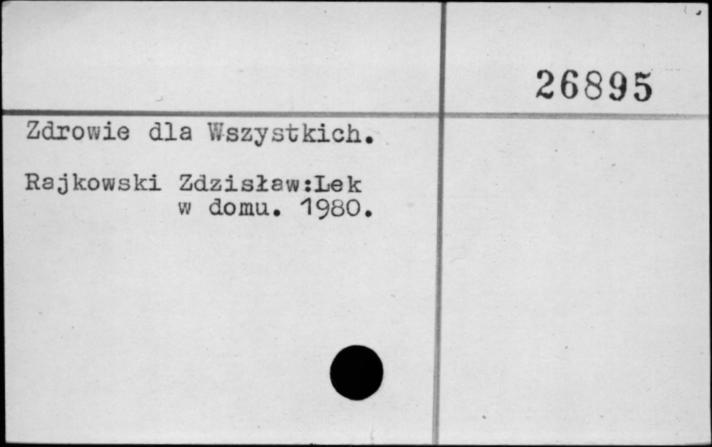 26895
Zdrowie dla Wszystkich.
Rajkowski Zdzisław:Lek
w domu. 1980.